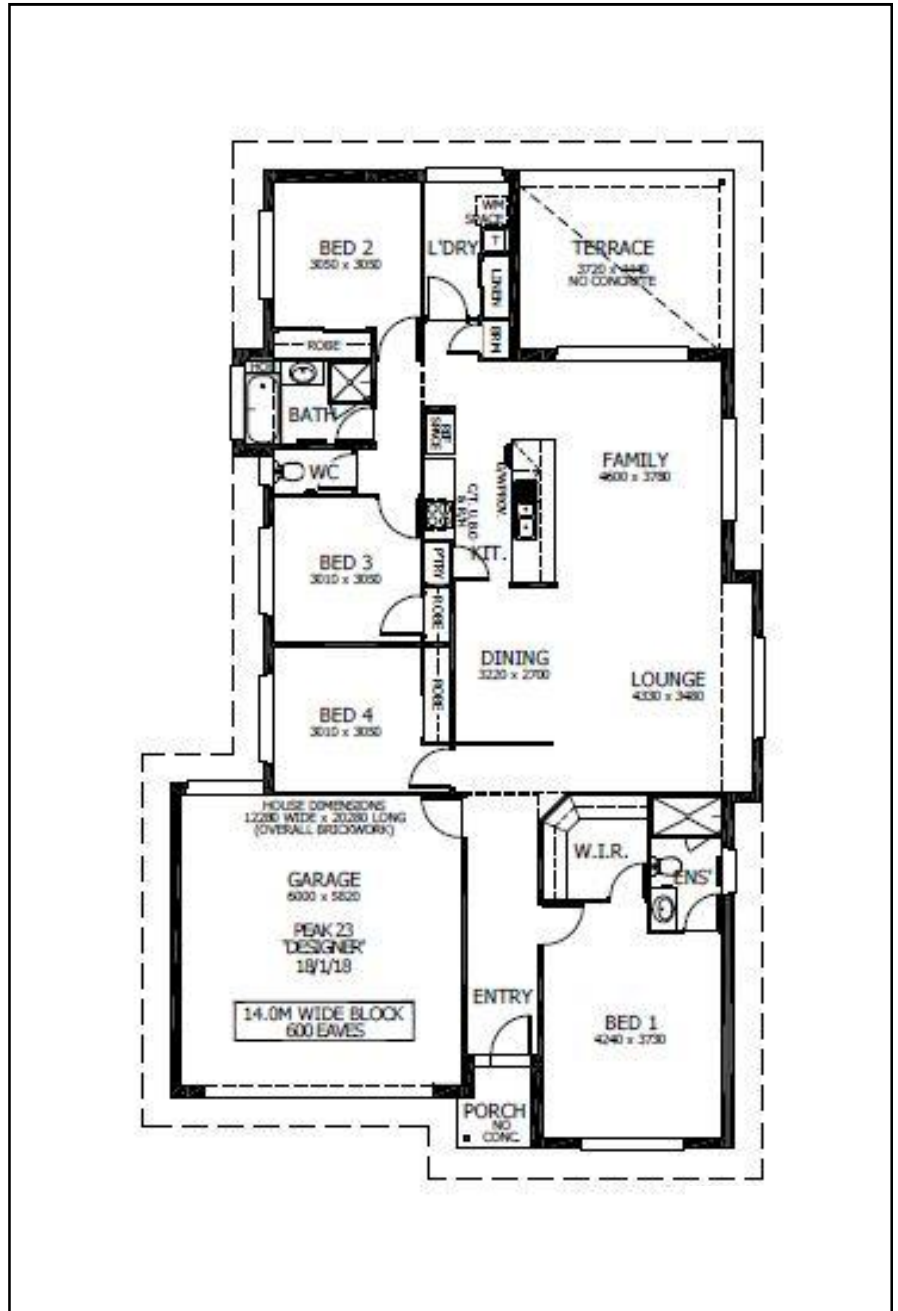 BED 2
3050 x 3050
L'DRY
WM
SPACE
T
LINEN
BRM
TERRACE
NO CONCRETE
ROBE
BATH
WC
SPACE
KIT.
PTRY
FAMILY
4600 x 3780
BED 3
3010 x 3050
ROBE
DINING
3220 x 2700
LOUNGE
4330 x 3480
BED 4
3010 x 3050
ROBE
HOUSE DIMENSIONS
12280 WIDE x 20280 LONG
(OVERALL BRICKWORK)
GARAGE
6000 x 5820
PEAK 23
'DESIGNER'
18/1/18
14.0M WIDE BLOCK
600 EAVES
W.I.R.
ENS'
ENTRY
BED 1
4240 x 3730
PORCH
NO
CONC.